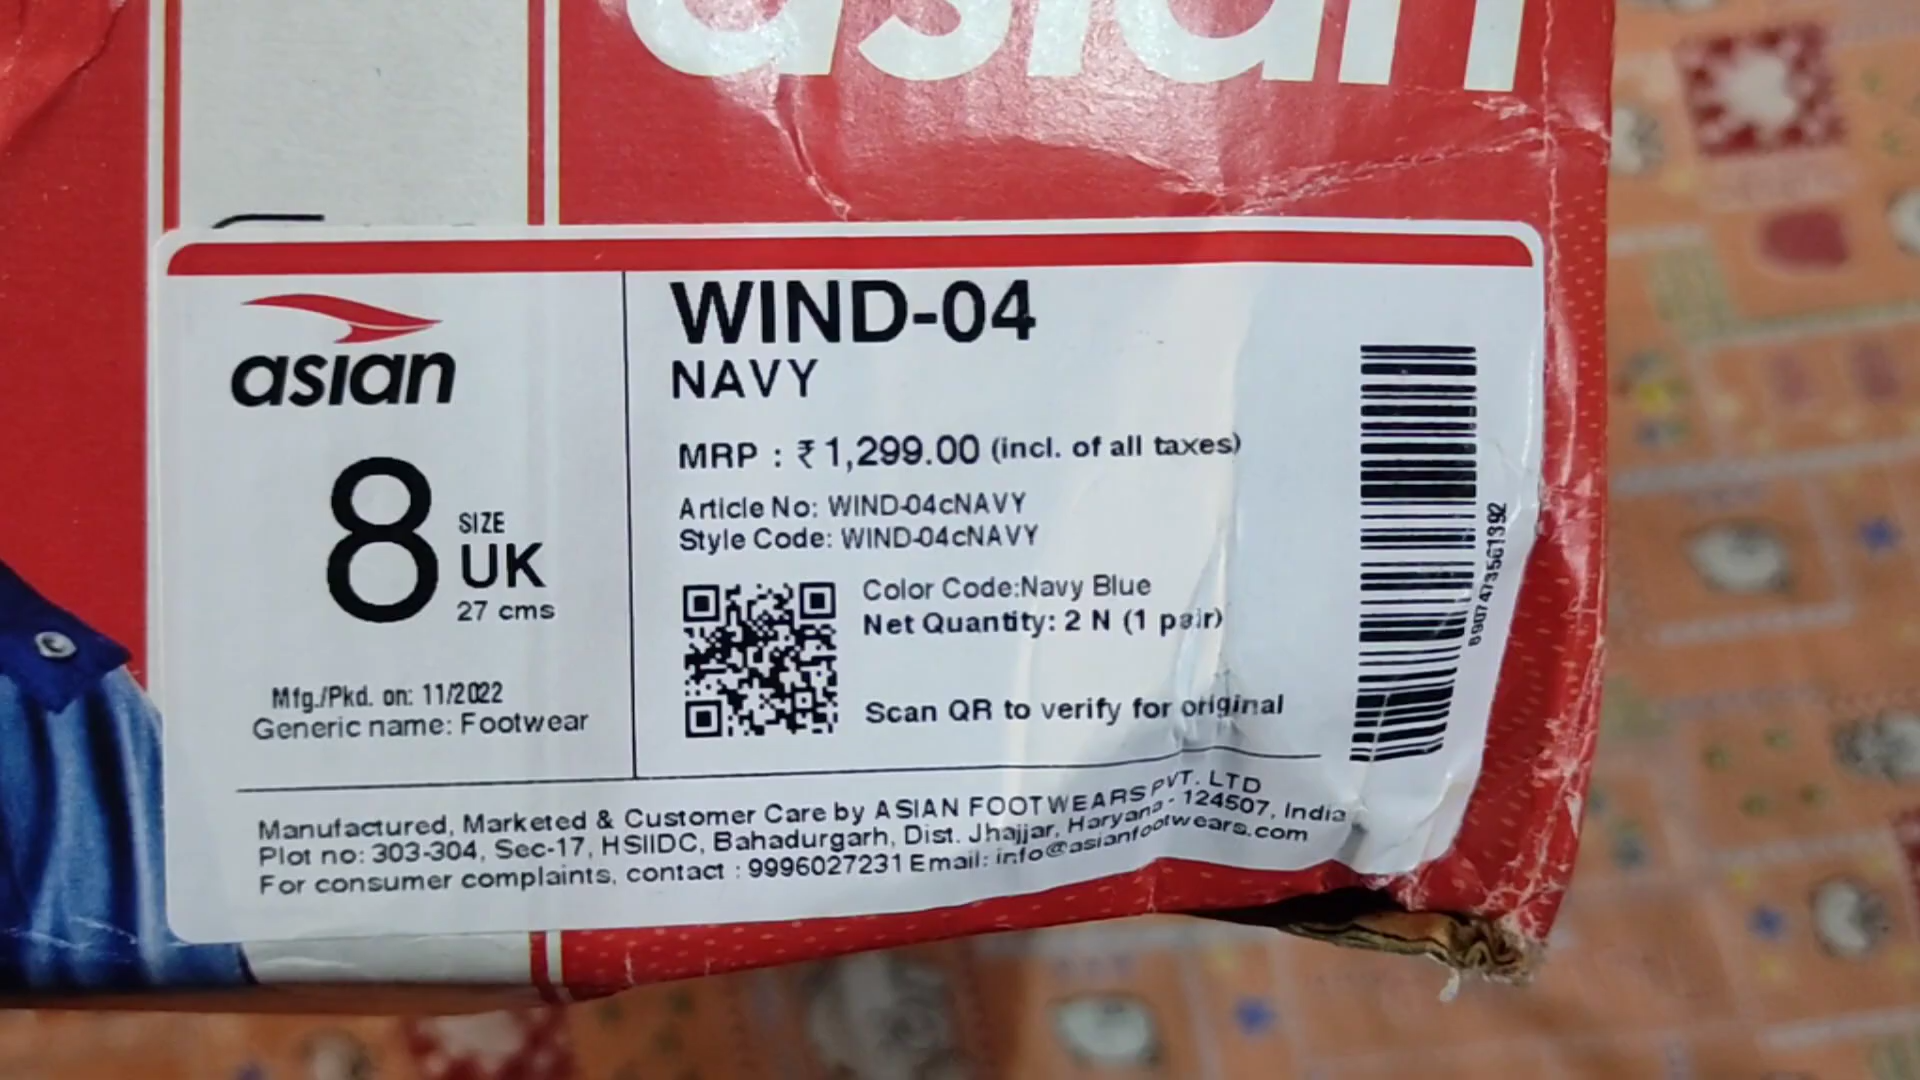 asian
asian
8
SIZE
UK
27 cms
Mfg./Pkd. on: 11/2022
Generic name: Footwear
WIND-04
NAVY
MRP : ₹ 1,299.00 (incl. of all taxes)
Article No: WIND-04cNAVY
Style Code: WIND-04cNAVY
Color Code:Navy Blue
Net Quantity: 2 N (1 pair)
Scan QR to verify for original
8907473561392
Manufactured, Marketed & Customer Care by ASIAN FOOTWEARS PVT. LTD
Plot no: 303-304, Sec-17, HSIIDC, Bahadurgarh, Dist. Jhajjar, Haryana - 124507, India
For consumer complaints, contact : 9996027231 Email: info@asianfootwears.com